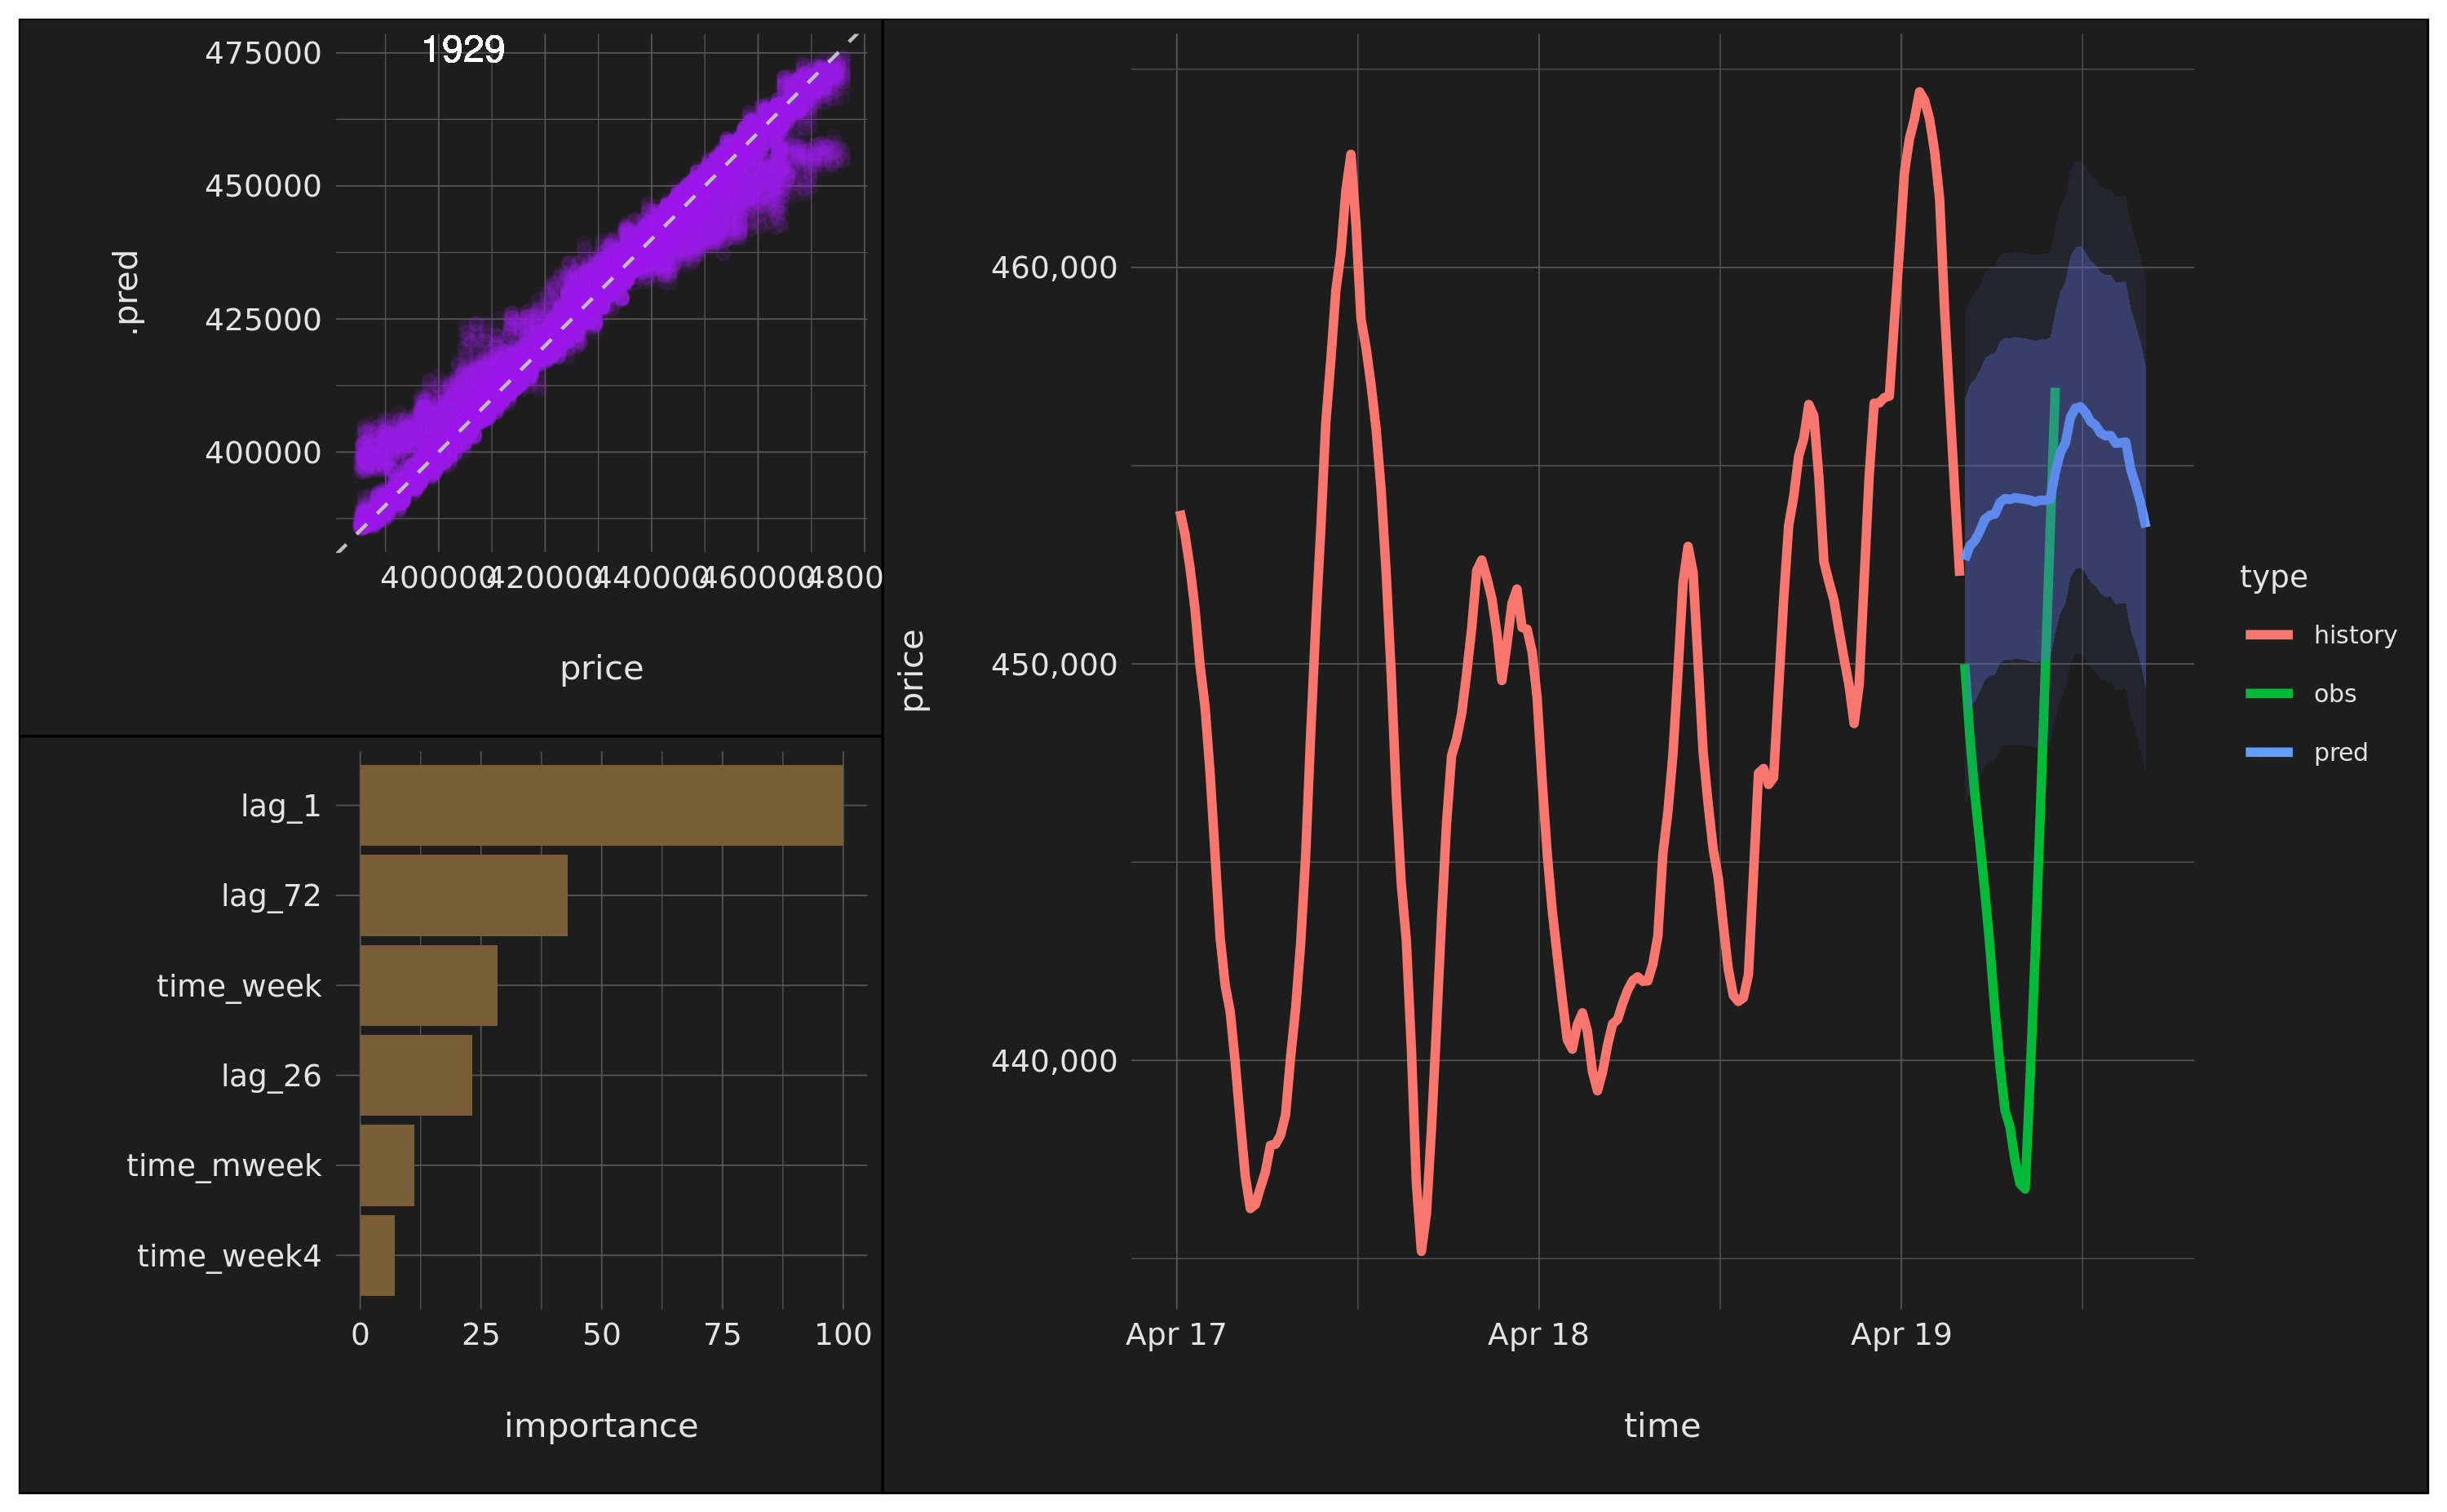 1929
475000
450000
425000
400000
.pred
400000
420000
440000
460000
4800
price
lag_1
lag_72
time_week
lag_26
time_mweek
time_week4
0 25 50 75 100
importance
460,000
450,000
440,000
price
Apr 17 Apr 18 Apr 19
time
type
history
obs
pred